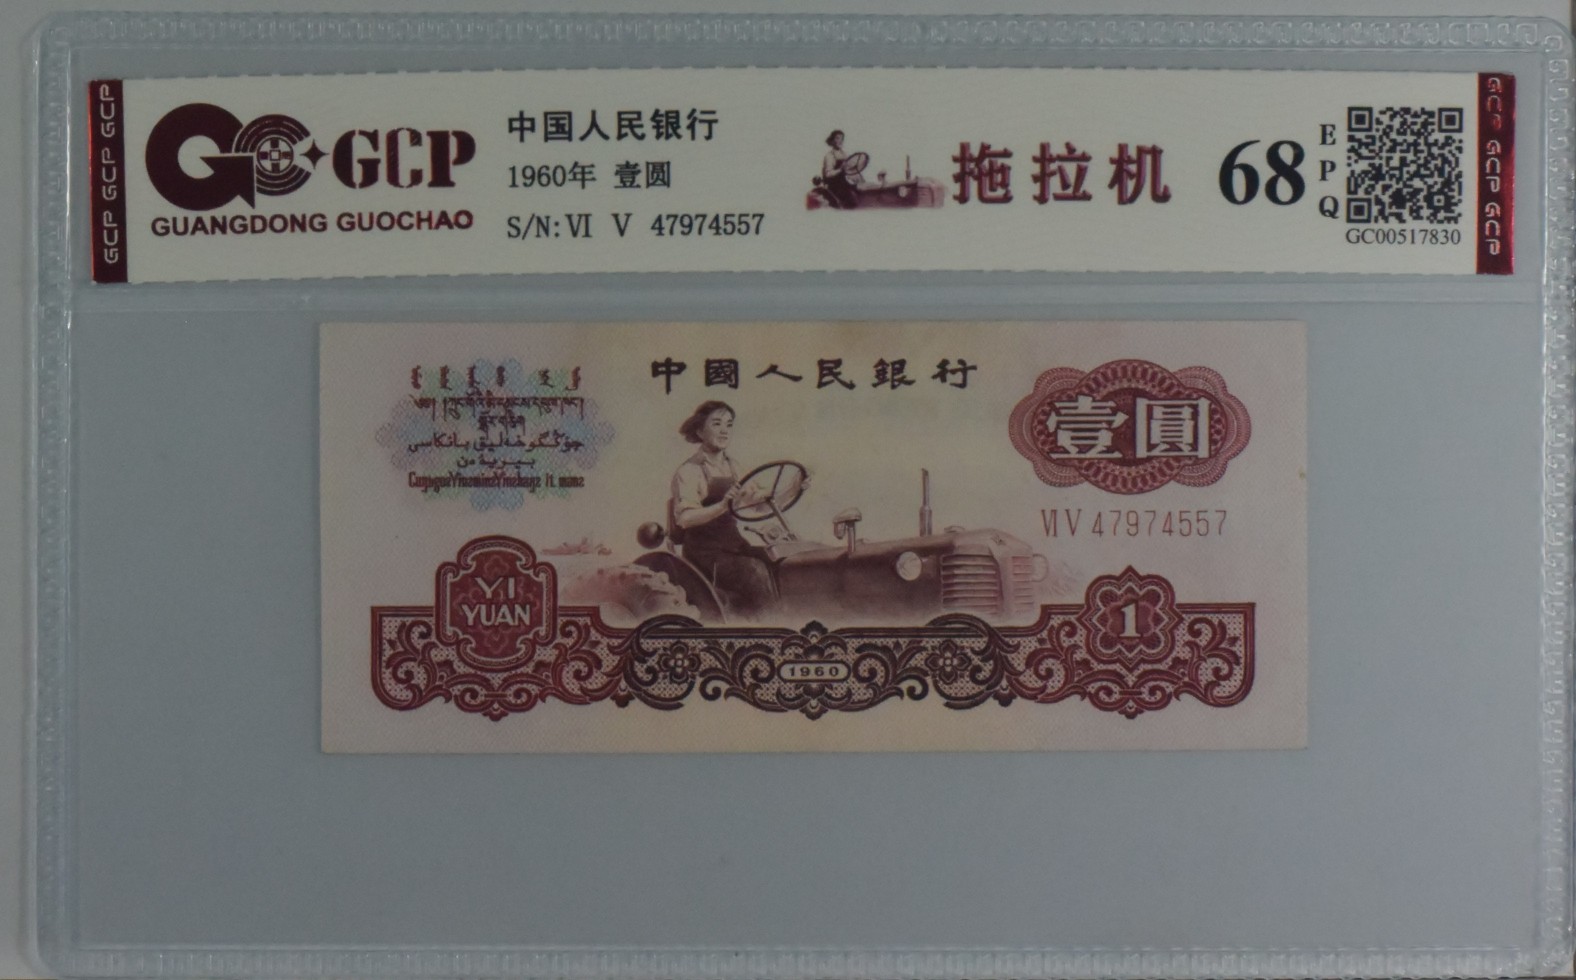 GCP GCP GCP
GCP
GUANGDONG GUOCHAO
中国人民银行
1960年 壹圆
S/N: VI V 47974557
拖拉机
68
EPQ
GC00517830
GCP GCP GCP
中國人民銀行
壹圓
VI V 47974557
YI
YUAN
1960
1